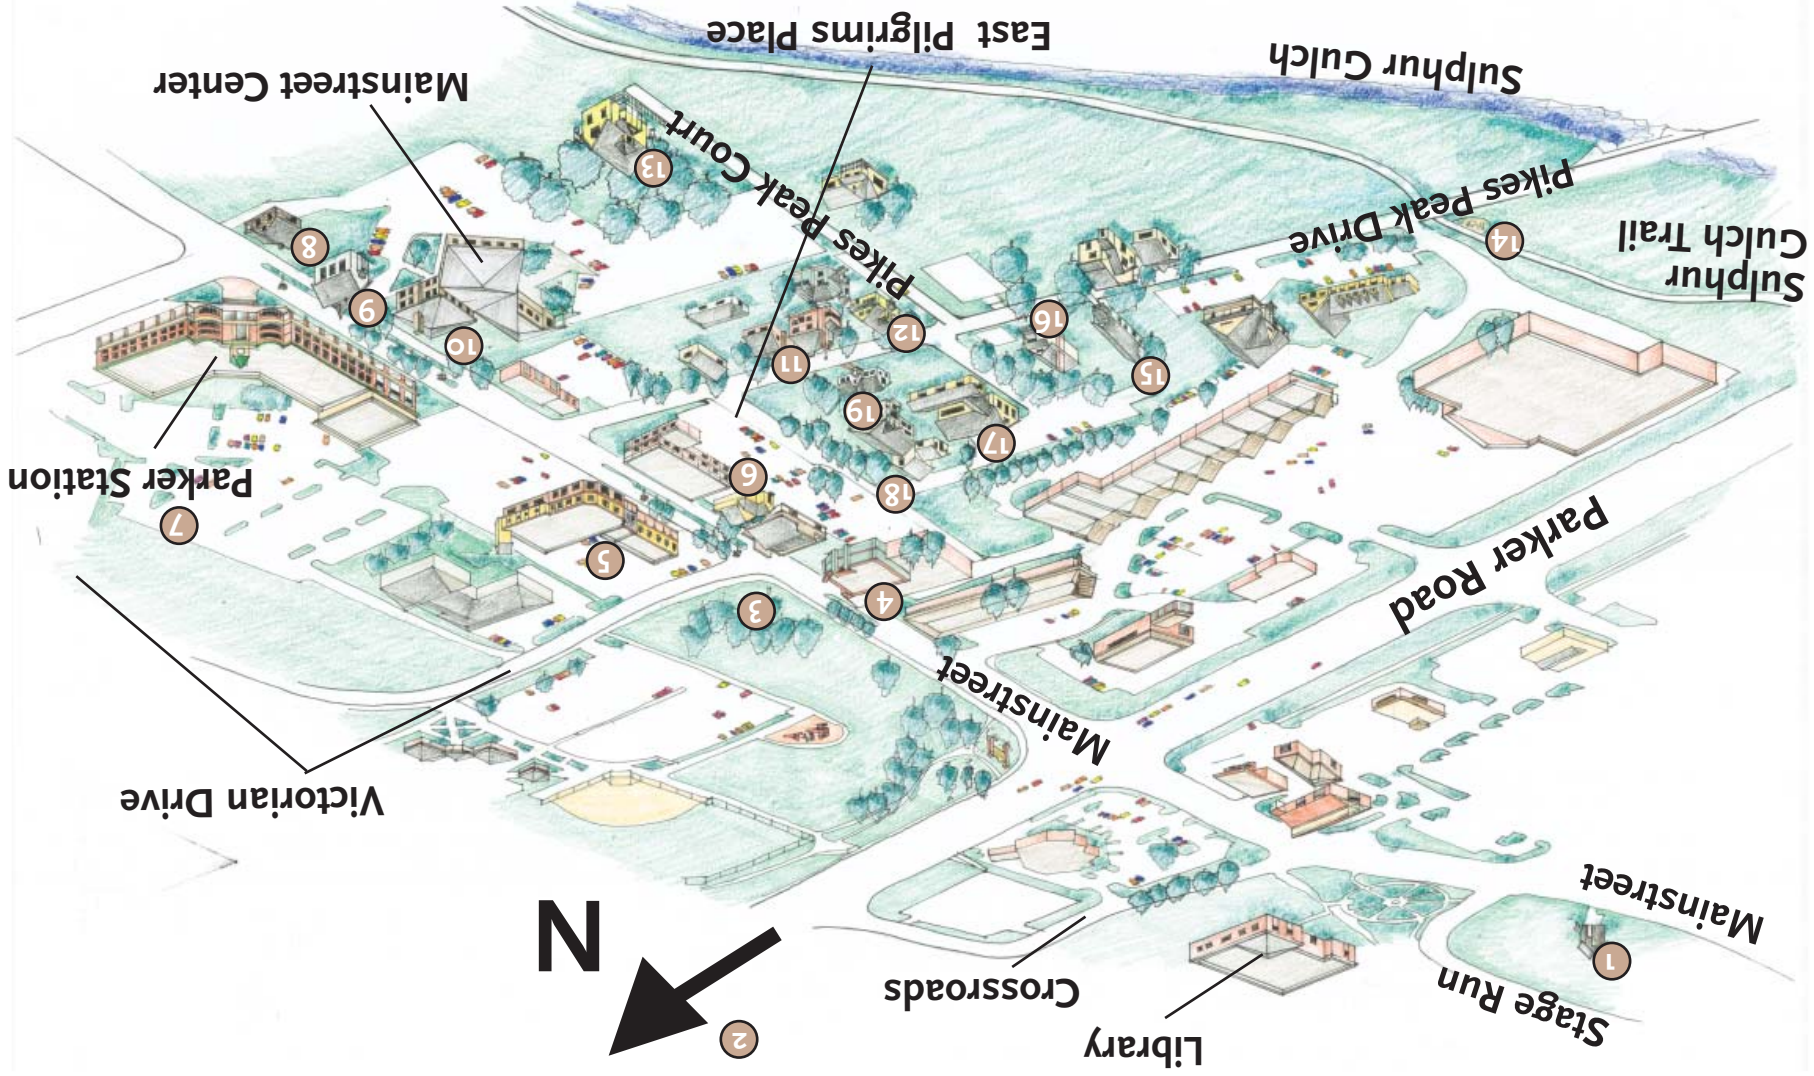 Library
2
Stage Run
Crossroads
1
N
Mainstreet
Victorian Drive
Mainstreet
3
4
Parker Road
5
7
18
Parker Station
6
17
19
15
11
10
12
16
9
Sulphur
Gulch Trail
8
14
Pikes Peak Drive
Pikes Peak Court
13
Mainstreet Center
Sulphur Gulch
East Pilgrims Place